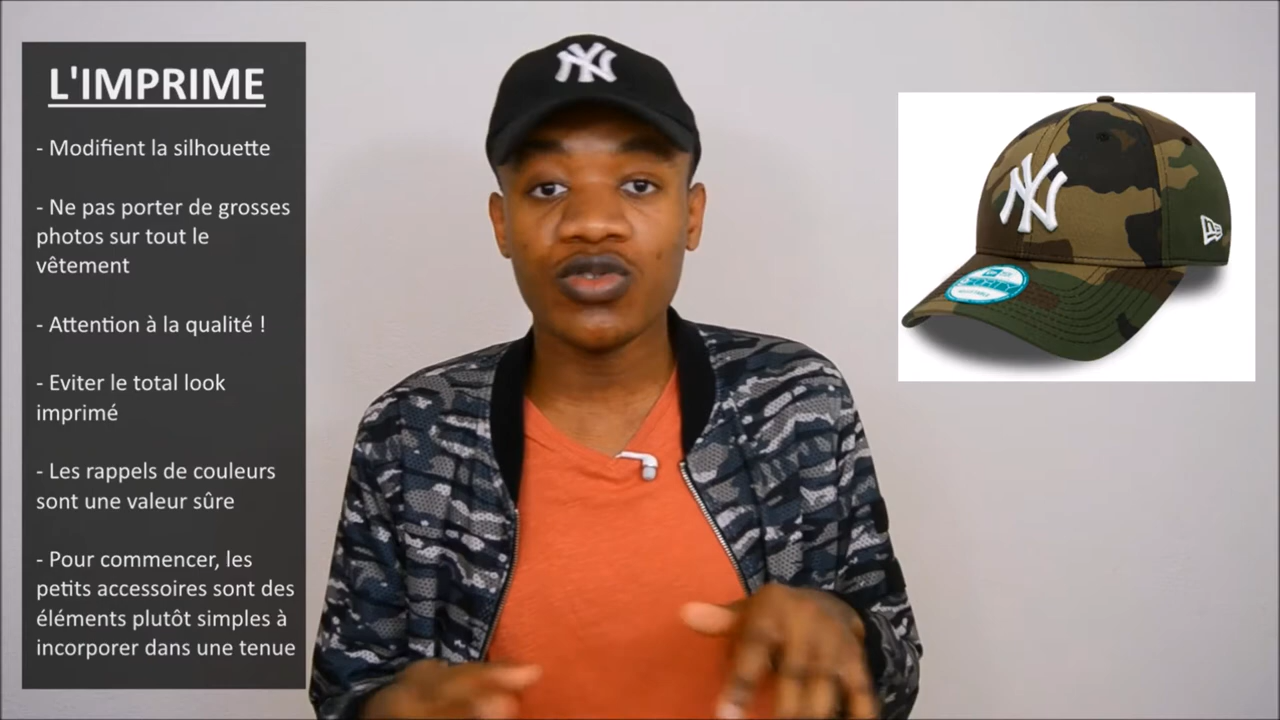 L'IMPRIME
- Modifient la silhouette
- Ne pas porter de grosses
photos sur tout le
vêtement
- Attention à la qualité !
- Eviter le total look
imprimé
- Les rappels de couleurs
sont une valeur sûre
- Pour commencer, les
petits accessoires sont des
éléments plutôt simples à
incorporer dans une tenue
NY
NY